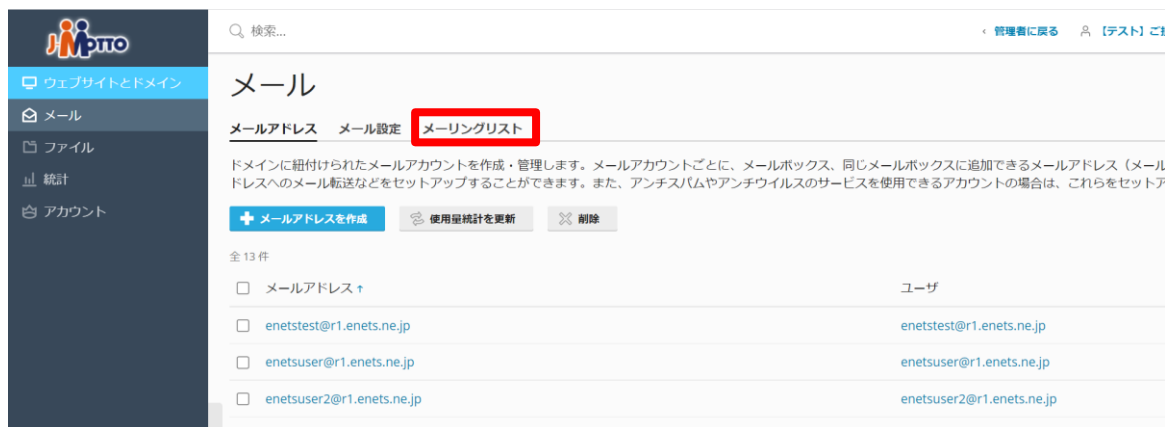 J-MOTTO
検索...
管理者に戻る 【テスト】ご
ウェブサイトとドメイン
メール
ファイル
統計
アカウント
メール
メールアドレス メール設定 メーリングリスト
ドメインに紐付けられたメールアカウントを作成・管理します。メールアカウントごとに、メールボックス、同じメールボックスに追加できるメールアドレス（メール
ドレスへのメール転送などをセットアップすることができます。また、アンチスパムやアンチウイルスのサービスを使用できるアカウントの場合は、これらをセットア
メールアドレスを作成 使用量統計を更新 削除
全 13 件
メールアドレス ↑ ユーザ
enetstest@r1.enets.ne.jp enetstest@r1.enets.ne.jp
enetsuser@r1.enets.ne.jp enetsuser@r1.enets.ne.jp
enetsuser2@r1.enets.ne.jp enetsuser2@r1.enets.ne.jp